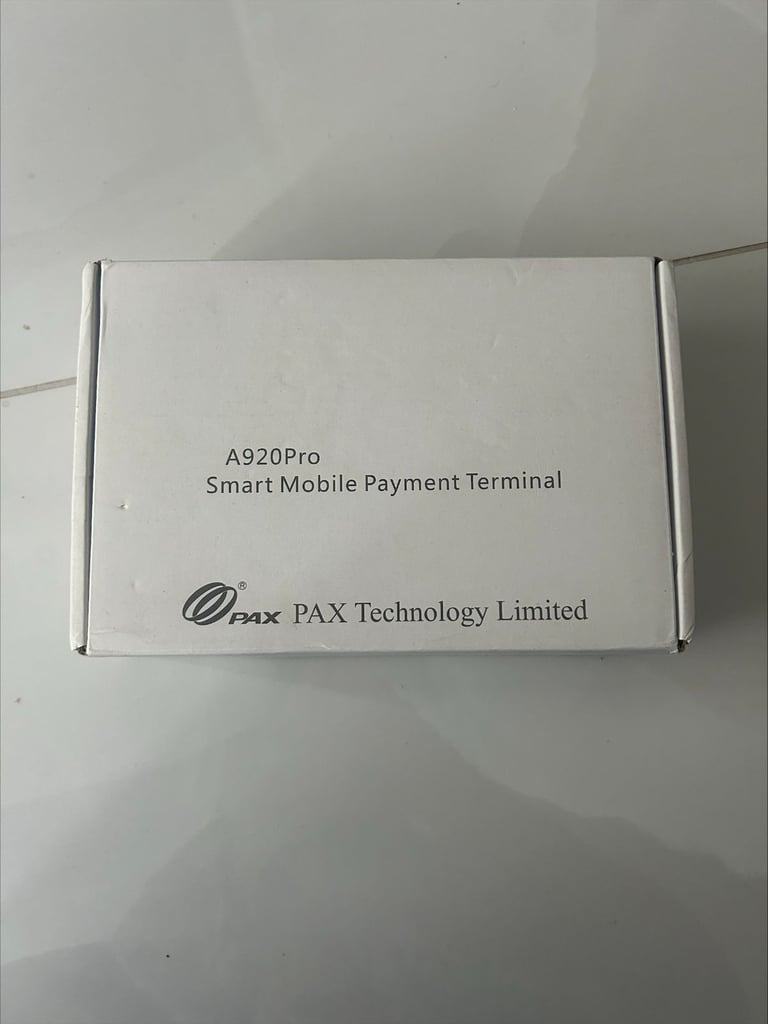 A920Pro
Smart Mobile Payment Terminal
® PAX PAX Technology Limited